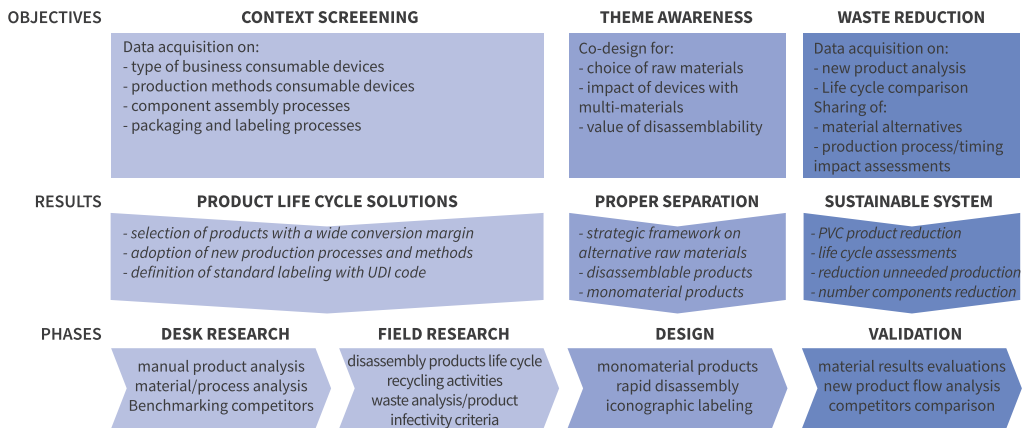 OBJECTIVES
CONTEXT SCREEENING
Data acquisition on:
- type of business consumable devices
- production methods consumable devices
- component assembly processes
- packaging and labeling processes
THEME AWARENESS
Co-design for:
- choice of raw materials
- impact of devices with
multi-materials
- value of disassemblability
WASTE REDUCTION
Data acquisition on:
- new product analysis
- Life cycle comparison
Sharing of:
- material alternatives
- production process/timing
impact assessments
RESULTS
PRODUCT LIFE CYCLE SOLUTIONS
- selection of products with a wide conversion margin
- adoption of new production processes and methods
- definition of standard labeling with UDI code
PROPER SEPARATION
- strategic framework on
alternative raw materials
- disassemblable products
- monomaterial products
SUSTAINABLE SYSTEM
- PVC product reduction
- life cycle assessments
- reduction unneeded production
- number components reduction
PHASES
DESK RESEARCH
manual product analysis
material/process analysis
Benchmarking competitors
FIELD RESEARCH
disassembly products life cycle
recycling activities
waste analysis/product
infectivity criteria
DESIGN
monomaterial products
rapid disassembly
iconographic labeling
VALIDATION
material results evaluations
new product flow analysis
competitors comparison